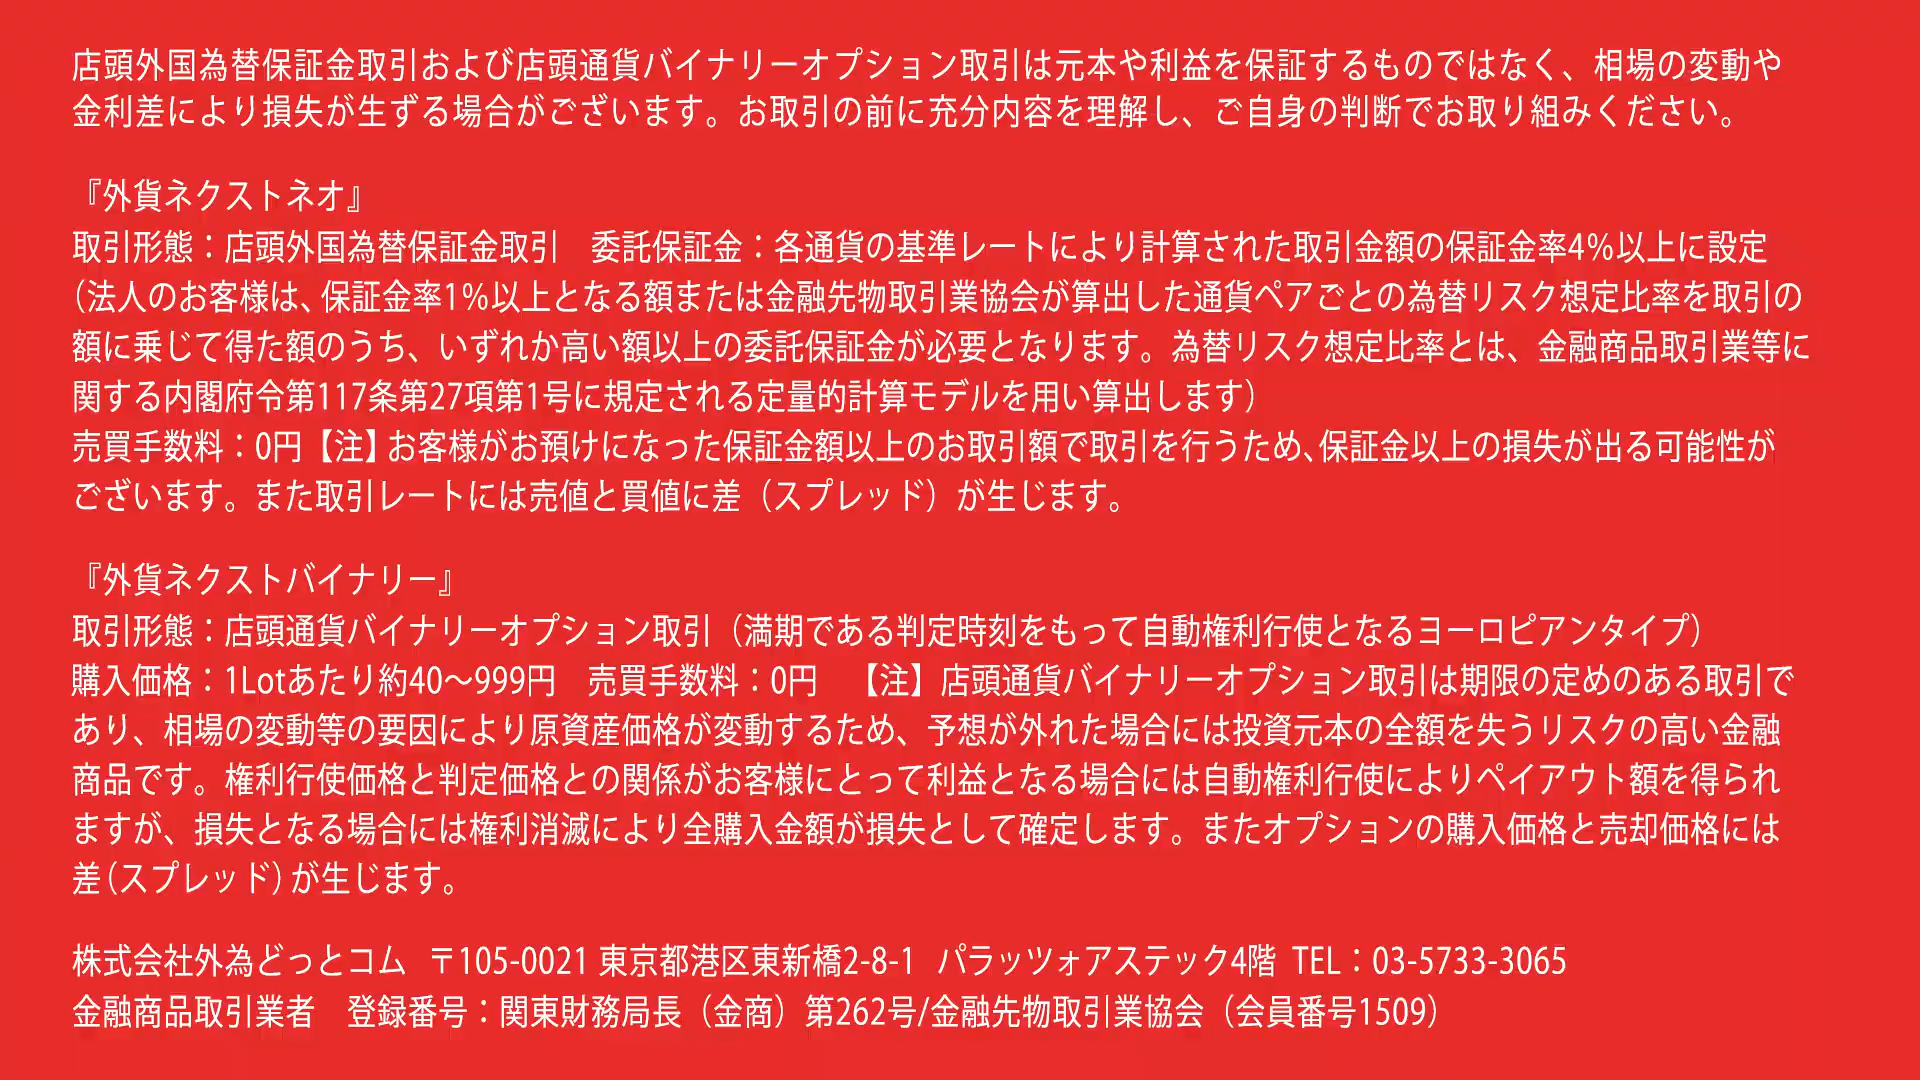 店頭外国為替保証金取引および店頭通貨バイナリーオプション取引は元本や利益を保証するものではなく、相場の変動や
金利差により損失が生ずる場合がございます。お取引の前に充分内容を理解し、ご自身の判断でお取り組みください。
『外貨ネクストネオ』
取引形態：店頭外国為替保証金取引　委託保証金：各通貨の基準レートにより計算された取引金額の保証金率4%以上に設定
（法人のお客様は、保証金率1%以上となる額または金融先物取引業協会が算出した通貨ペアごとの為替リスク想定比率を取引の
額に乗じて得た額のうち、いずれか高い額以上の委託保証金が必要となります。為替リスク想定比率とは、金融商品取引業等に
関する内閣府令第117条第27項第1号に規定される定量的計算モデルを用い算出します）
売買手数料：0円【注】お客様がお預けになった保証金額以上のお取引額で取引を行うため、保証金以上の損失が出る可能性が
ございます。また取引レートには売値と買値に差（スプレッド）が生じます。
『外貨ネクストバイナリー』
取引形態：店頭通貨バイナリーオプション取引（満期である判定時刻をもって自動権利行使となるヨーロピアンタイプ）
購入価格：1Lotあたり約40〜999円　売買手数料：0円　【注】店頭通貨バイナリーオプション取引は期限の定めのある取引で
あり、相場の変動等の要因により原資産価格が変動するため、予想が外れた場合には投資元本の全額を失うリスクの高い金融
商品です。権利行使価格と判定価格との関係がお客様にとって利益となる場合には自動権利行使によりペイアウト額を得られ
ますが、損失となる場合には権利消滅により全購入金額が損失として確定します。またオプションの購入価格と売却価格には
差（スプレッド）が生じます。
株式会社外為どっとコム　〒105-0021 東京都港区東新橋2-8-1　パラッツォアステック4階 TEL：03-5733-3065
金融商品取引業者　登録番号：関東財務局長（金商）第262号/金融先物取引業協会（会員番号1509）